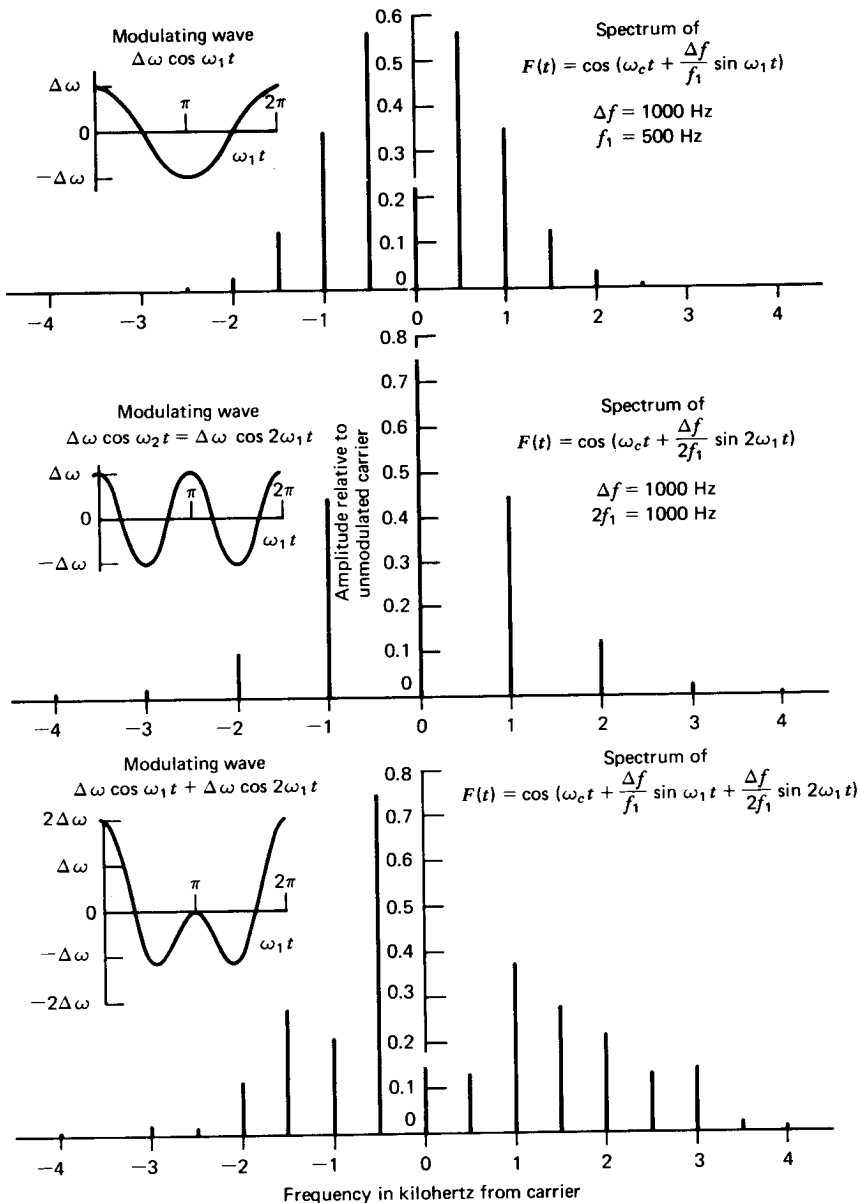 Modulating wave
Δω cos ω₁t
Δω
0
−Δω
π
2π
ω₁t
0.6
0.5
0.4
0.3
0.2
0.1
0
Spectrum of
F(t) = cos (ω_c t + Δf/f₁ sin ω₁t)
Δf = 1000 Hz
f₁ = 500 Hz
−4 −3 −2 −1 0 1 2 3 4
Modulating wave
Δω cos ω₂t = Δω cos 2ω₁t
Δω
0
−Δω
π
2π
ω₁t
Amplitude relative to
unmodulated carrier
0.8
0.7
0.6
0.5
0.4
0.3
0.2
0.1
0
Spectrum of
F(t) = cos (ω_c t + Δf/2f₁ sin 2ω₁t)
Δf = 1000 Hz
2f₁ = 1000 Hz
−4 −3 −2 −1 0 1 2 3 4
Modulating wave
Δω cos ω₁t + Δω cos 2ω₁t
2Δω
Δω
0
−Δω
−2Δω
π
2π
ω₁t
0.8
0.7
0.6
0.5
0.4
0.3
0.2
0.1
0
Spectrum of
F(t) = cos (ω_c t + Δf/f₁ sin ω₁t + Δf/2f₁ sin 2ω₁t)
−4 −3 −2 −1 0 1 2 3 4
Frequency in kilohertz from carrier